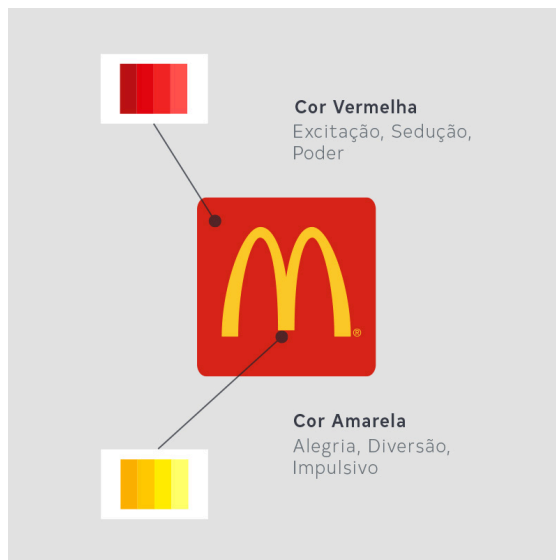 Cor Vermelha
Excitação, Sedução,
Poder
M
®
Cor Amarela
Alegria, Diversão,
Impulsivo